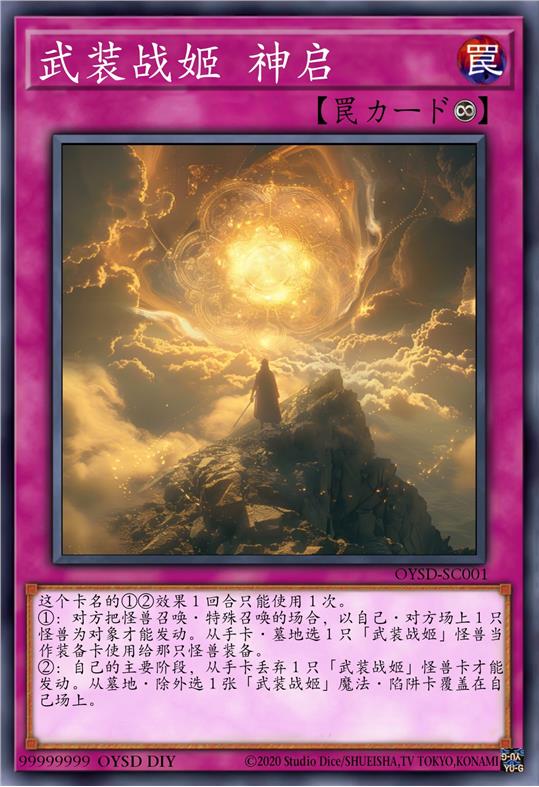 武装战姬 神启
罠
【罠カード♾】
OYSD-SC001
这个卡名的①②效果1回合只能使用1次。
①：对方把怪兽召唤·特殊召唤的场合，以自己·对方场上1只
怪兽为对象才能发动。从手卡·墓地选1只「武装战姬」怪兽当
作装备卡使用给那只怪兽装备。
②：自己的主要阶段，从手卡丢弃1只「武装战姬」怪兽卡才能
发动。从墓地·除外选1张「武装战姬」魔法·陷阱卡覆盖在自
己场上。
99999999 OYSD DIY ©2020 Studio Dice/SHUEISHA,TV TOKYO,KONAMI
YU-G